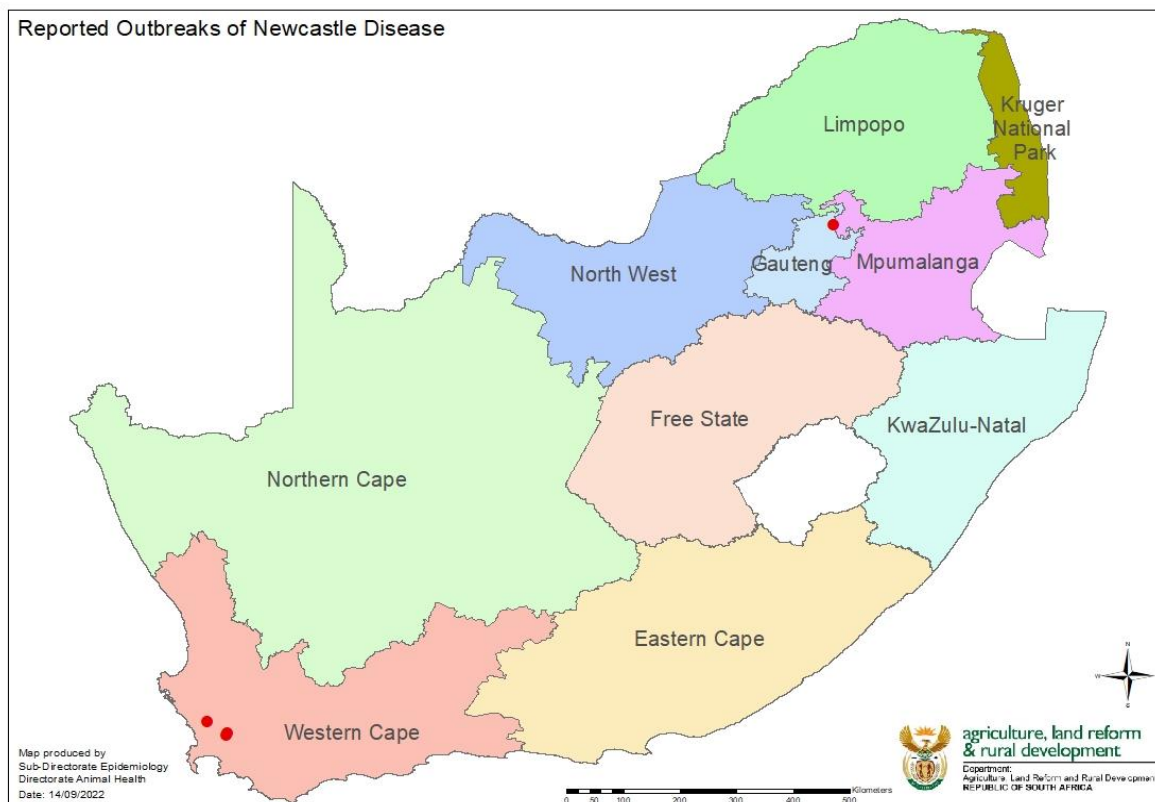 Reported Outbreaks of Newcastle Disease
Limpopo
Kruger
National
Park
North West
Gauteng
Mpumalanga
Free State
KwaZulu-Natal
Northern Cape
Eastern Cape
Western Cape
N
W
E
S
Map produced by
Sub-Directorate Epidemiology
Directorate Animal Health
Date: 14/09/2022
Kilometers
0 50 100 200 300 400 500
agriculture, land reform
& rural development
Department:
Agriculture, Land Reform and Rural Development
REPUBLIC OF SOUTH AFRICA